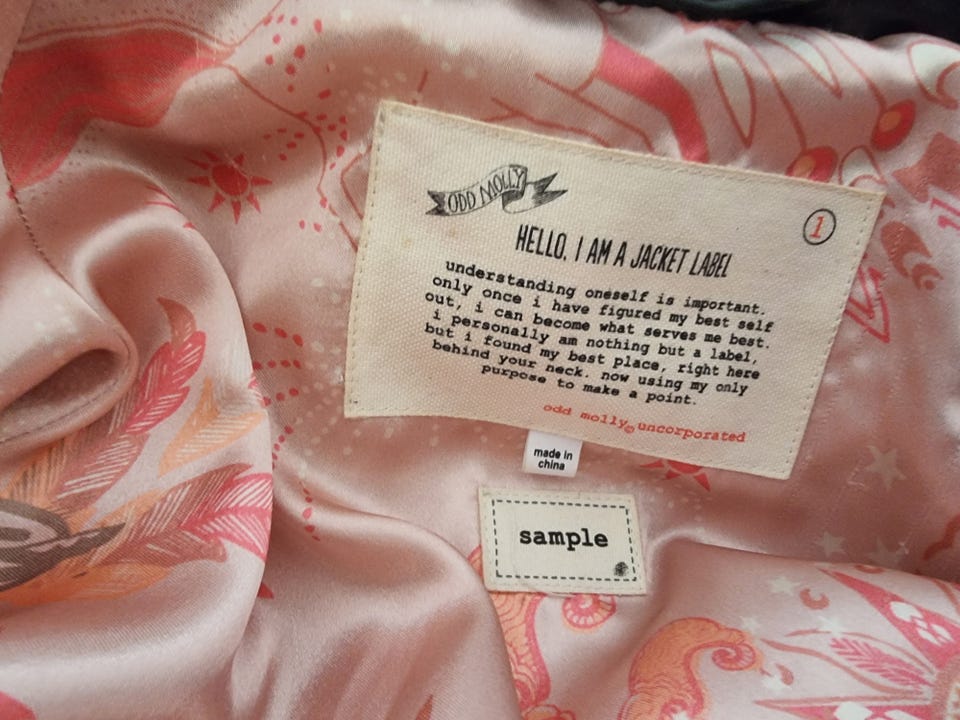 ODD MOLLY
1
HELLO, I AM A JACKET LABEL
understanding oneself is important.
only once i have figured my best self
out, i can become what serves me best.
i personally am nothing but a label,
but i found my best place, right here
behind your neck. now using my only
purpose to make a point.
odd molly© uncorporated
made in
china
sample